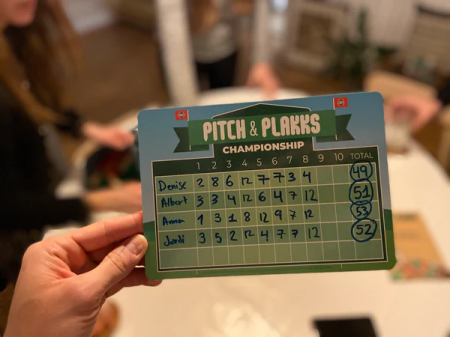 PITCH & PLAKKS
CHAMPIONSHIP
1 2 3 4 5 6 7 8 9 10 TOTAL
Denise 2 8 6 12 7 7 3 4 49
Albert 3 3 4 12 6 4 7 12 51
Anna 1 3 1 8 12 9 7 12 53
Jordi 3 5 2 12 4 7 7 12 52